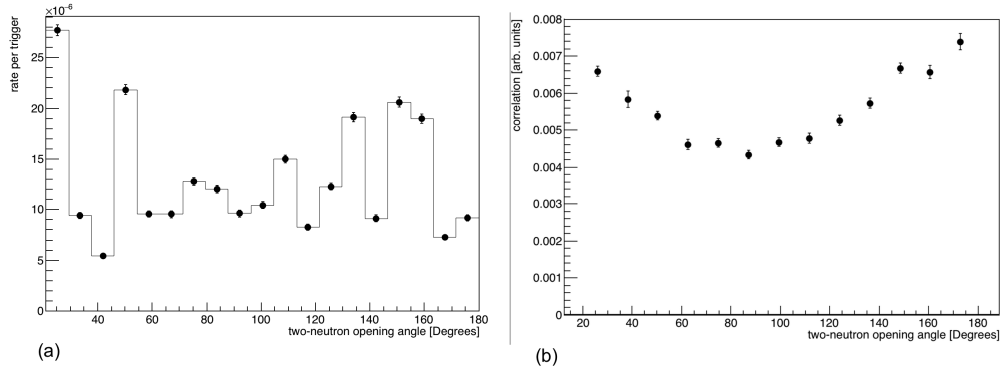 ×10⁻⁶
rate per trigger
25
20
15
10
5
0
40 60 80 100 120 140 160 180
two-neutron opening angle [Degrees]
(a)
correlation [arb. units]
0.008
0.007
0.006
0.005
0.004
0.003
0.002
0.001
0
20 40 60 80 100 120 140 160 180
two-neutron opening angle [Degrees]
(b)